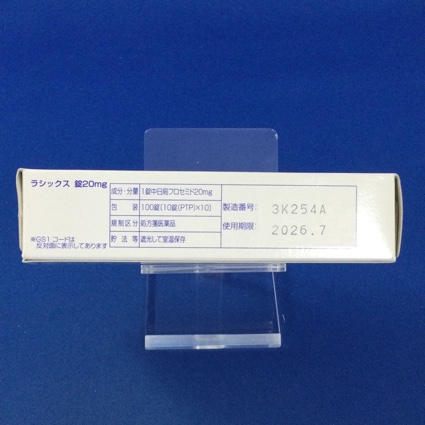 ラシックス 錠20mg
成分・分量 1錠中日局フロセミド20mg
包装 100錠(10錠(PTP)×10)
規制区分 処方箋医薬品
貯法等 遮光して室温保存
製造番号: 3K254A
使用期限: 2026.7
※GS1コードは
反対面に表示してあります